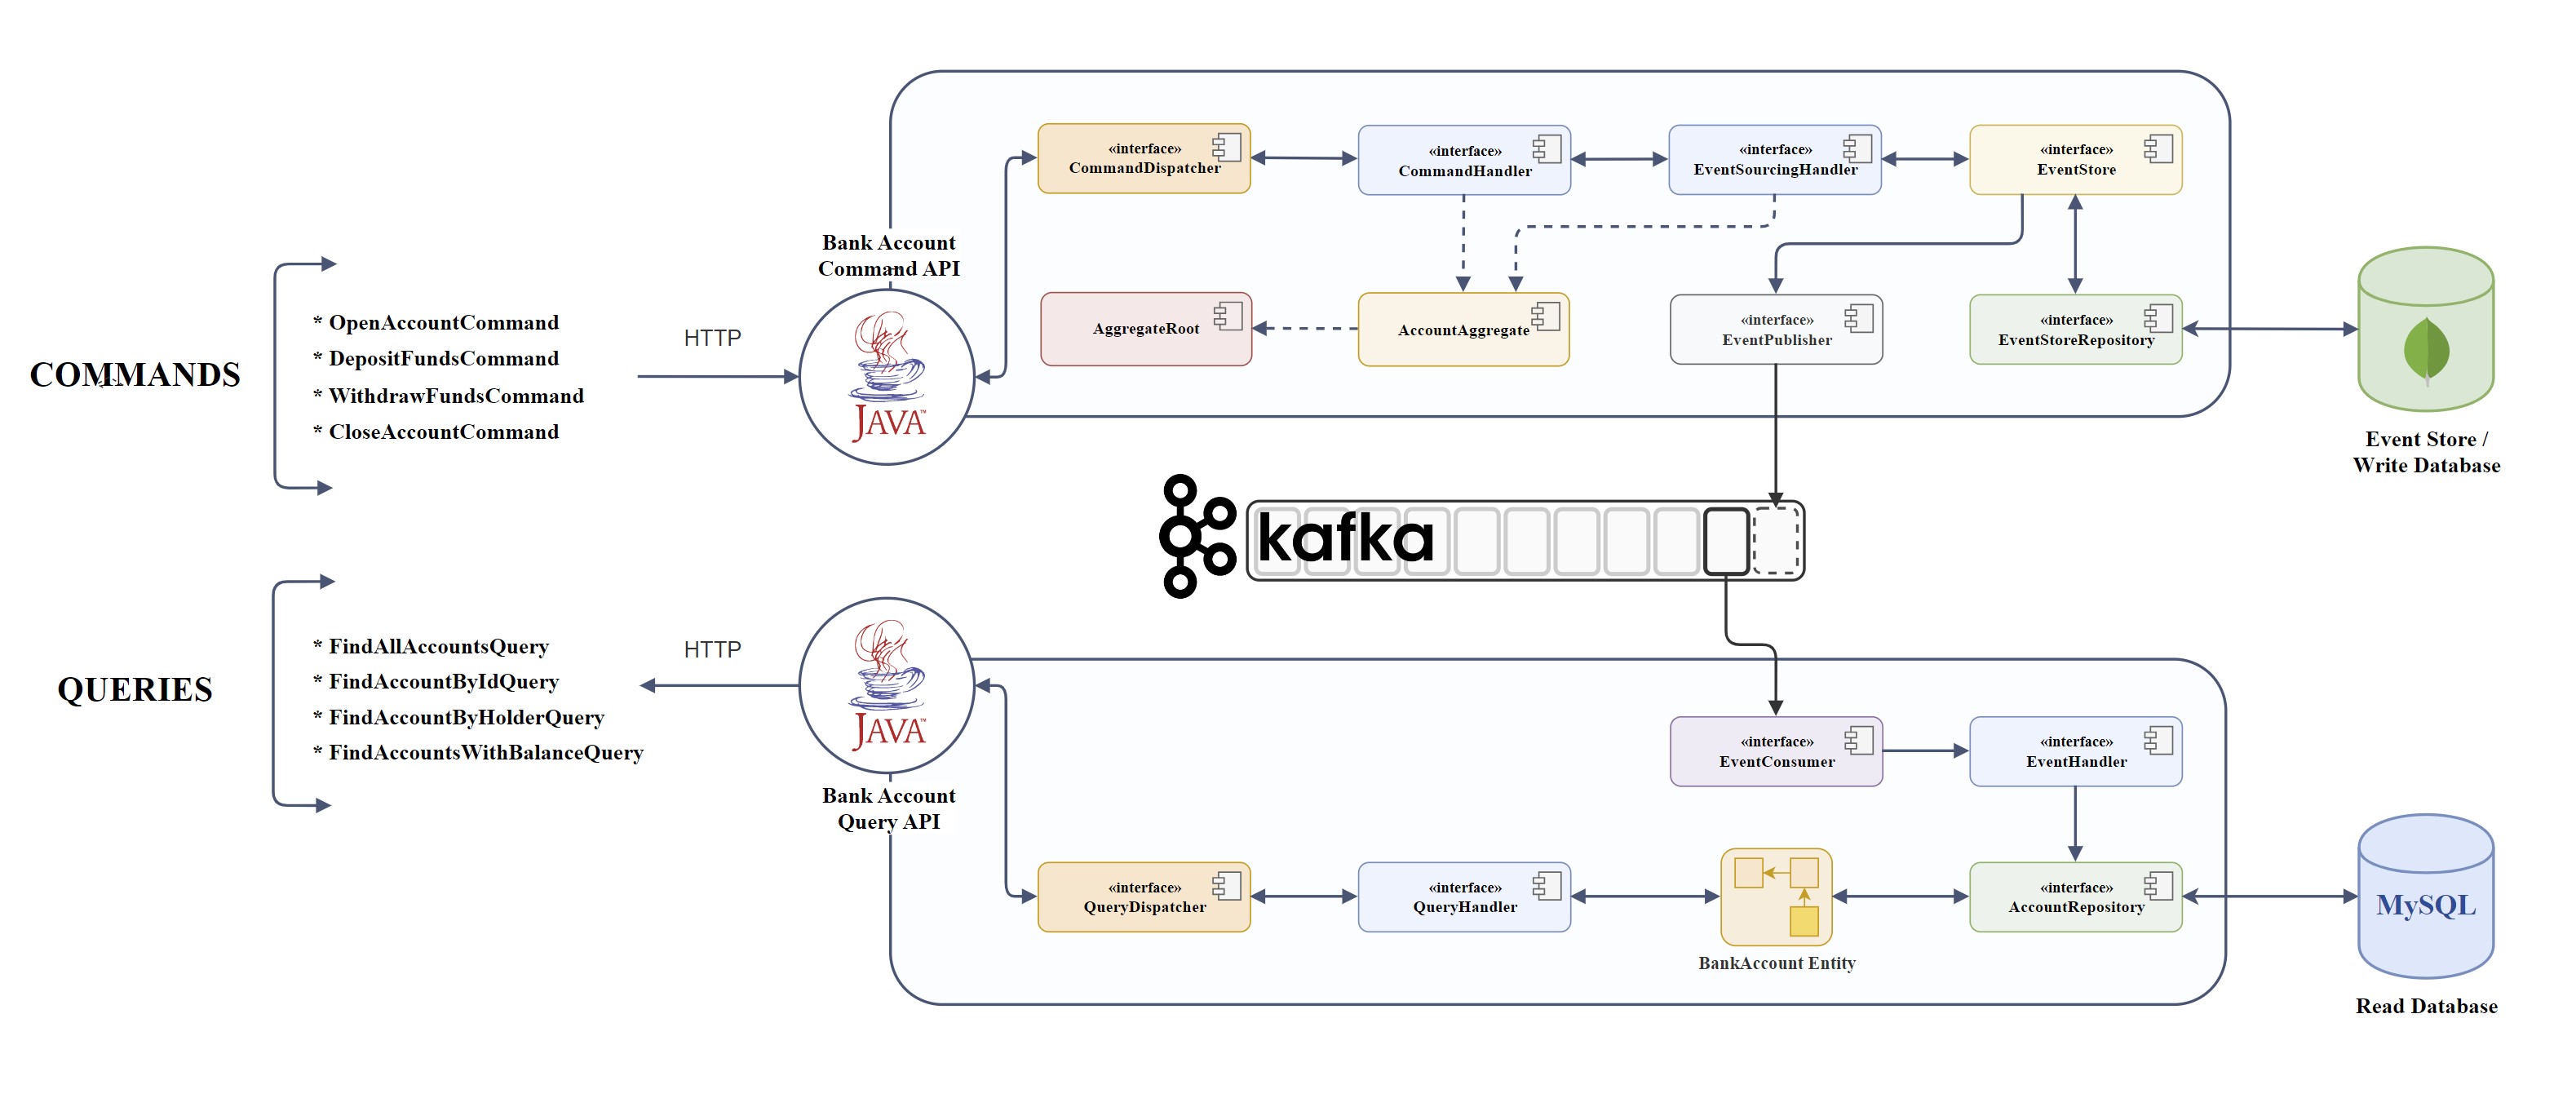 «interface»
CommandDispatcher
«interface»
CommandHandler
«interface»
EventSourcingHandler
«interface»
EventStore
Bank Account
Command API
COMMANDS
* OpenAccountCommand
* DepositFundsCommand
* WithdrawFundsCommand
* CloseAccountCommand
HTTP
JAVA™
AggregateRoot
AccountAggregate
«interface»
EventPublisher
«interface»
EventStoreRepository
Event Store /
Write Database
kafka
QUERIES
* FindAllAccountsQuery
* FindAccountByIdQuery
* FindAccountByHolderQuery
* FindAccountsWithBalanceQuery
HTTP
JAVA™
Bank Account
Query API
«interface»
EventConsumer
«interface»
EventHandler
«interface»
QueryDispatcher
«interface»
QueryHandler
BankAccount Entity
«interface»
AccountRepository
MySQL
Read Database